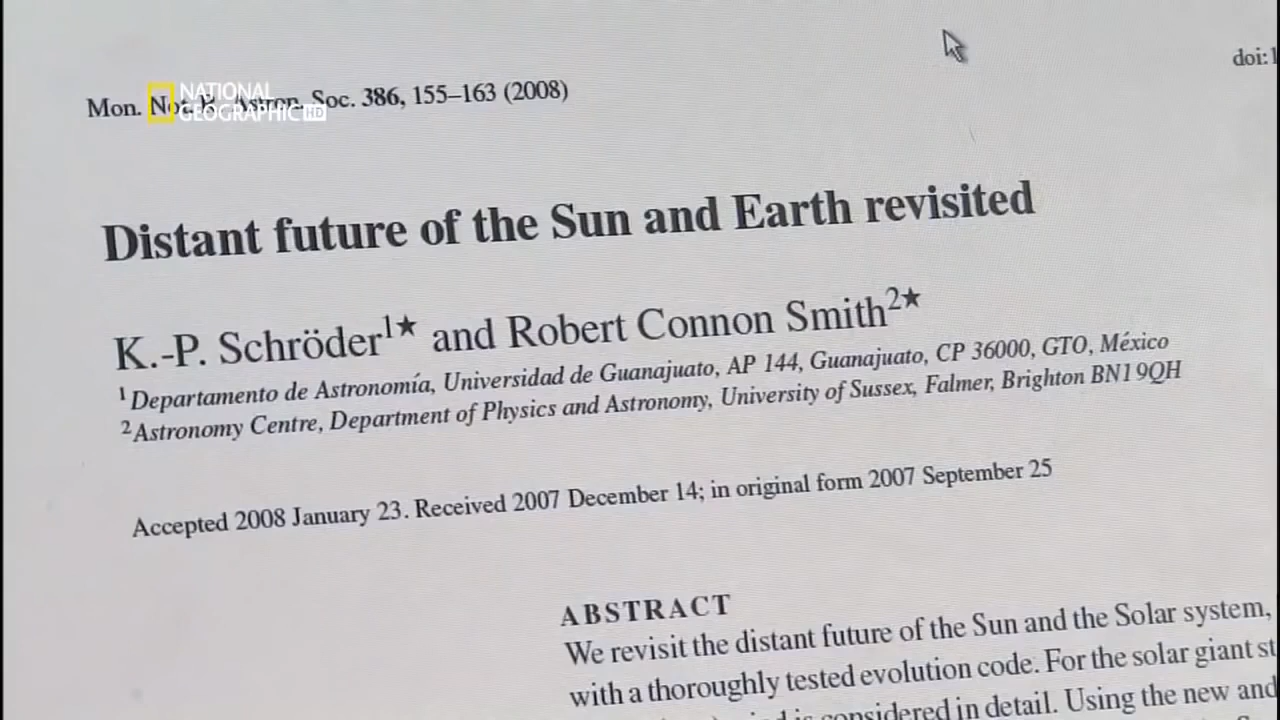 doi:1
NATIONAL
GEOGRAPHIC HD
Mon. Not. R. Astron. Soc. 386, 155–163 (2008)
Distant future of the Sun and Earth revisited
K.-P. Schröder1★ and Robert Connon Smith2★
1Departamento de Astronomía, Universidad de Guanajuato, AP 144, Guanajuato, CP 36000, GTO, México
2Astronomy Centre, Department of Physics and Astronomy, University of Sussex, Falmer, Brighton BN1 9QH
Accepted 2008 January 23. Received 2007 December 14; in original form 2007 September 25
ABSTRACT
We revisit the distant future of the Sun and the Solar system,
with a thoroughly tested evolution code. For the solar giant st
is considered in detail. Using the new and